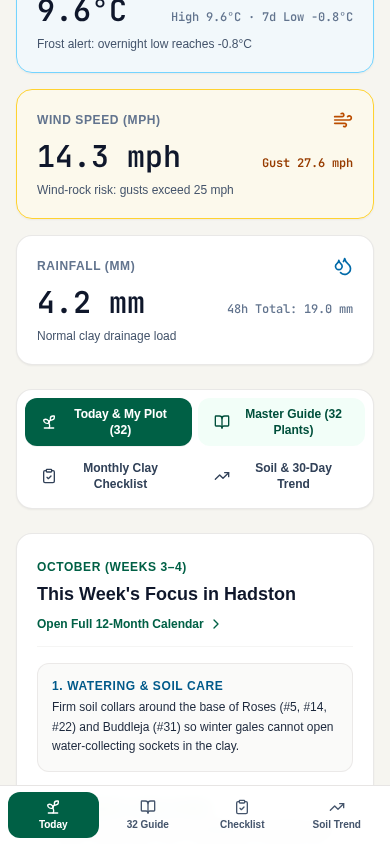 9.6°C
High 9.6°C · 7d Low -0.8°C
Frost alert: overnight low reaches -0.8°C
WIND SPEED (MPH)
14.3 mph
Gust 27.6 mph
Wind-rock risk: gusts exceed 25 mph
RAINFALL (MM)
4.2 mm
48h Total: 19.0 mm
Normal clay drainage load
Today & My Plot
(32)
Master Guide (32
Plants)
Monthly Clay
Checklist
Soil & 30-Day
Trend
OCTOBER (WEEKS 3–4)
This Week's Focus in Hadston
Open Full 12-Month Calendar
1. WATERING & SOIL CARE
Firm soil collars around the base of Roses (#5, #14,
#22) and Buddleja (#31) so winter gales cannot open
water-collecting sockets in the clay.
Today
32 Guide
Checklist
Soil Trend